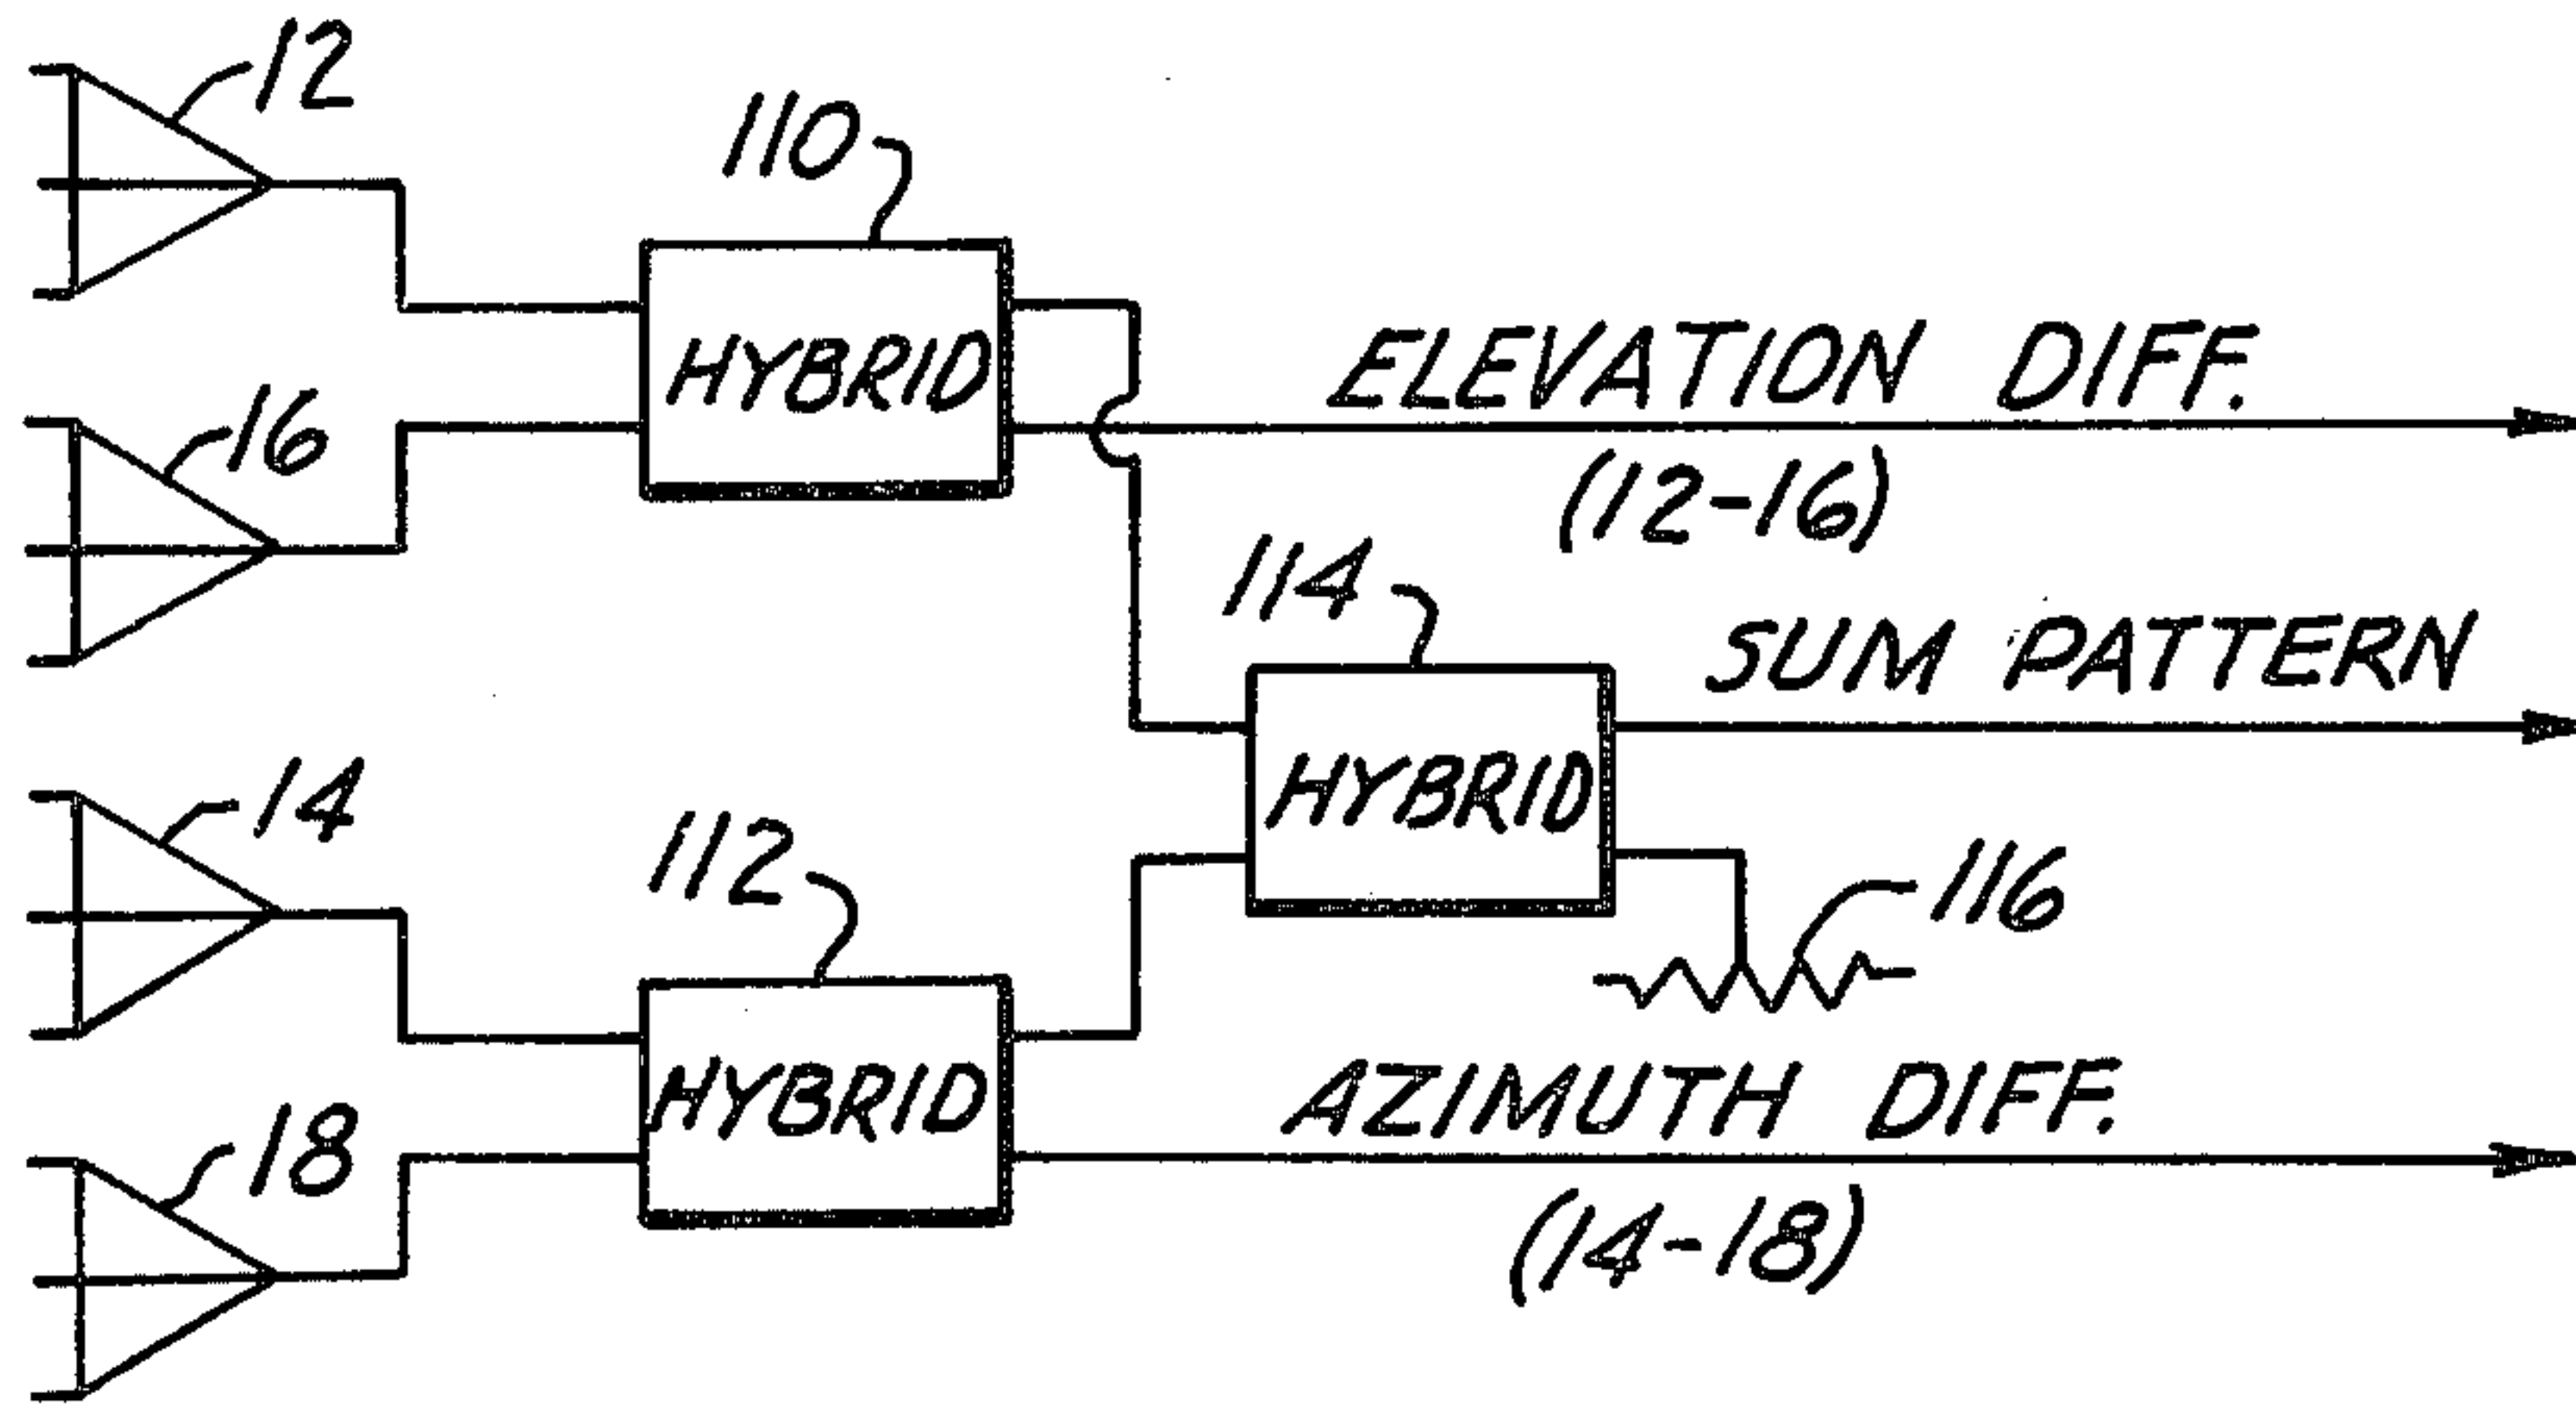 12
110
16
HYBRID
ELEVATION DIFF.
(12-16)
114
SUM PATTERN
HYBRID
14
112
116
18
HYBRID
AZIMUTH DIFF.
(14-18)